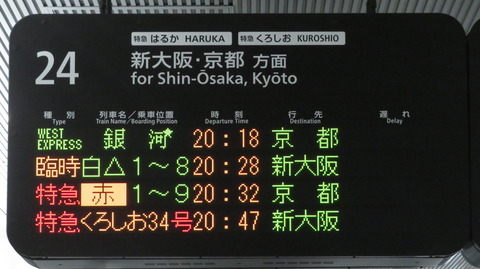 特急 はるか HARUKA 特急 くろしお KUROSHIO
24 新大阪・京都 方面
for Shin-Ōsaka, Kyōto
種 別 列車名/乗車位置 時 刻 行 先 遅 れ
Type Train Name/Boarding Position Departure Time Destination Delay
WEST EXPRESS 銀 河★ 20:18 京 都
臨時 白△ 1〜8 20:28 新大阪
特急 赤 1〜9 20:32 京 都
特急 くろしお34号 20:47 新大阪